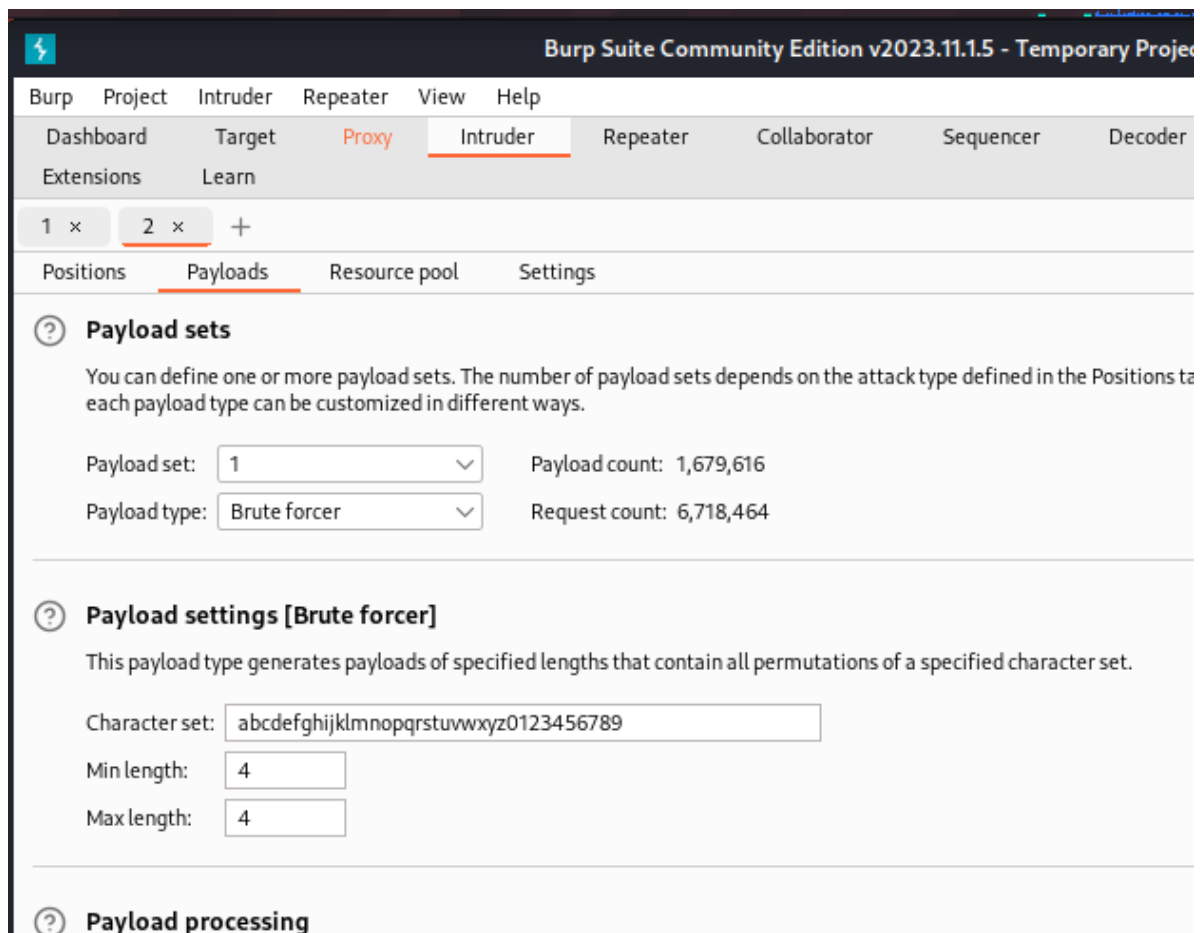 Burp Suite Community Edition v2023.11.1.5 - Temporary Projec
Burp Project Intruder Repeater View Help
Dashboard Target Proxy Intruder Repeater Collaborator Sequencer Decoder
Extensions Learn
1 × 2 × +
Positions Payloads Resource pool Settings
? Payload sets
You can define one or more payload sets. The number of payload sets depends on the attack type defined in the Positions ta
each payload type can be customized in different ways.
Payload set: 1 Payload count: 1,679,616
Payload type: Brute forcer Request count: 6,718,464
? Payload settings [Brute forcer]
This payload type generates payloads of specified lengths that contain all permutations of a specified character set.
Character set: abcdefghijklmnopqrstuvwxyz0123456789
Min length: 4
Max length: 4
? Payload processing